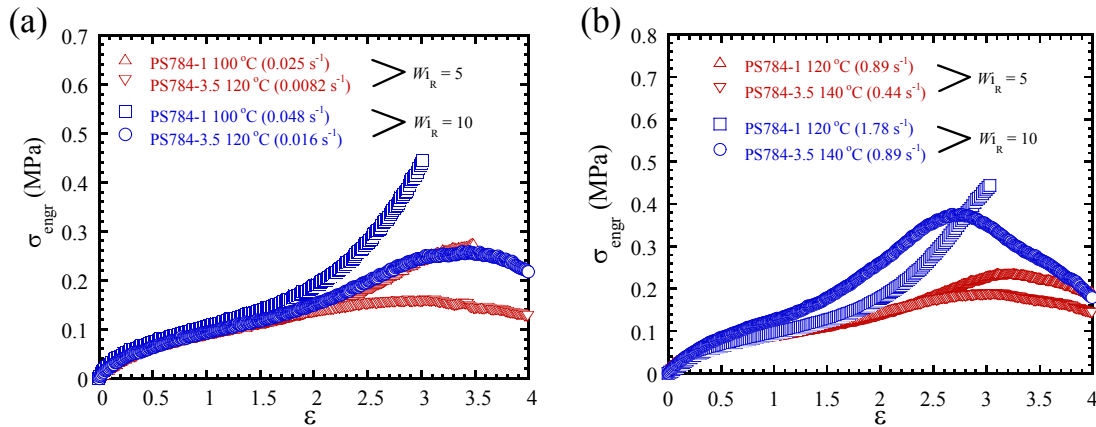 (a)
0.7
0.6
0.5
0.4
0.3
0.2
0.1
0
σengr (MPa)
PS784-1 100 °C (0.025 s-1)
PS784-3.5 120 °C (0.0082 s-1)
WiR = 5
PS784-1 100 °C (0.048 s-1)
PS784-3.5 120 °C (0.016 s-1)
WiR = 10
0 0.5 1 1.5 2 2.5 3 3.5 4
ε
(b)
0.8
0.7
0.6
0.5
0.4
0.3
0.2
0.1
0
σengr (MPa)
PS784-1 120 °C (0.89 s-1)
PS784-3.5 140 °C (0.44 s-1)
WiR = 5
PS784-1 120 °C (1.78 s-1)
PS784-3.5 140 °C (0.89 s-1)
WiR = 10
0 0.5 1 1.5 2 2.5 3 3.5 4
ε